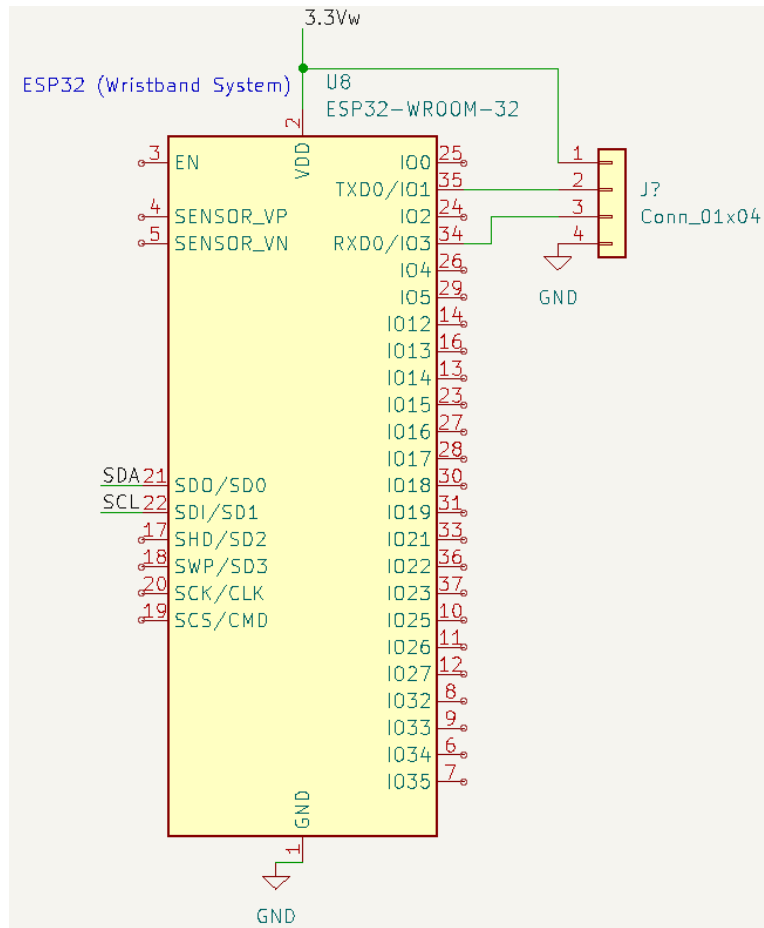 3.3Vw
ESP32 (Wristband System)
U8
ESP32-WROOM-32
2
VDD
3 EN
IO0 25
1
TXD0/IO1 35
2
J?
4 SENSOR_VP
IO2 24
3
Conn_01x04
5 SENSOR_VN
RXD0/IO3 34
4
IO4 26
GND
IO5 29
IO12 14
IO13 16
IO14 13
IO15 23
IO16 27
IO17 28
SDA 21 SDO/SD0
IO18 30
SCL 22 SDI/SD1
IO19 31
17 SHD/SD2
IO21 33
18 SWP/SD3
IO22 36
20 SCK/CLK
IO23 37
19 SCS/CMD
IO25 10
IO26 11
IO27 12
IO32 8
IO33 9
IO34 6
IO35 7
GND
1
GND